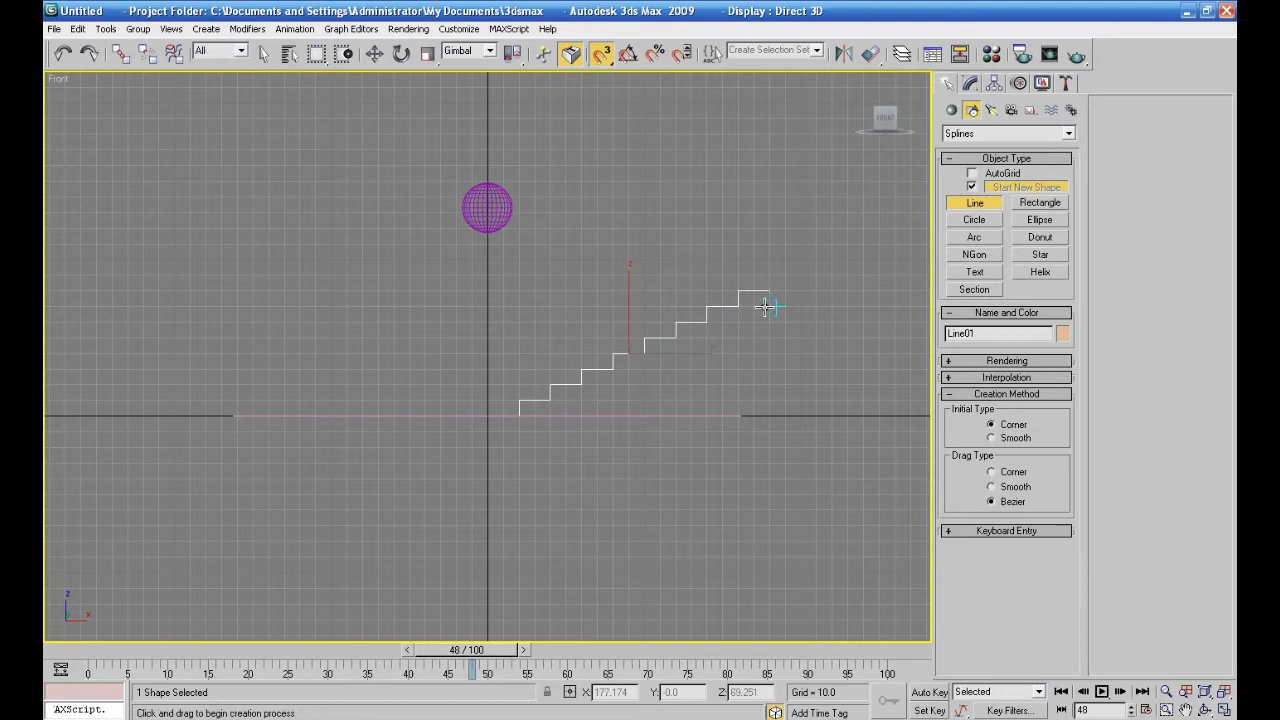 Untitled - Project Folder: C:\Documents and Settings\Administrator\My Documents\3dsmax - Autodesk 3ds Max 2009 - Display : Direct 3D
File Edit Tools Group Views Create Modifiers Animation Graph Editors Rendering Customize MAXScript Help
All Gimbal 3 ABC Create Selection Set
Front
FRONT
Splines
Object Type
AutoGrid
Start New Shape
Line Rectangle
Circle Ellipse
Arc Donut
NGon Star
Text Helix
Section
Name and Color
Line01
+ Rendering
+ Interpolation
Creation Method
Initial Type
Corner
Smooth
Drag Type
Corner
Smooth
Bezier
+ Keyboard Entry
z
z
x
< 48 / 100 >
0 5 10 15 20 25 30 35 40 45 50 55 60 65 70 75 80 85 90 95 100
1 Shape Selected X: 177.174 Y: -0.0 Z: 69.251 Grid = 10.0 Auto Key Selected
AXScript. Click and drag to begin creation process Add Time Tag Set Key Key Filters... 48